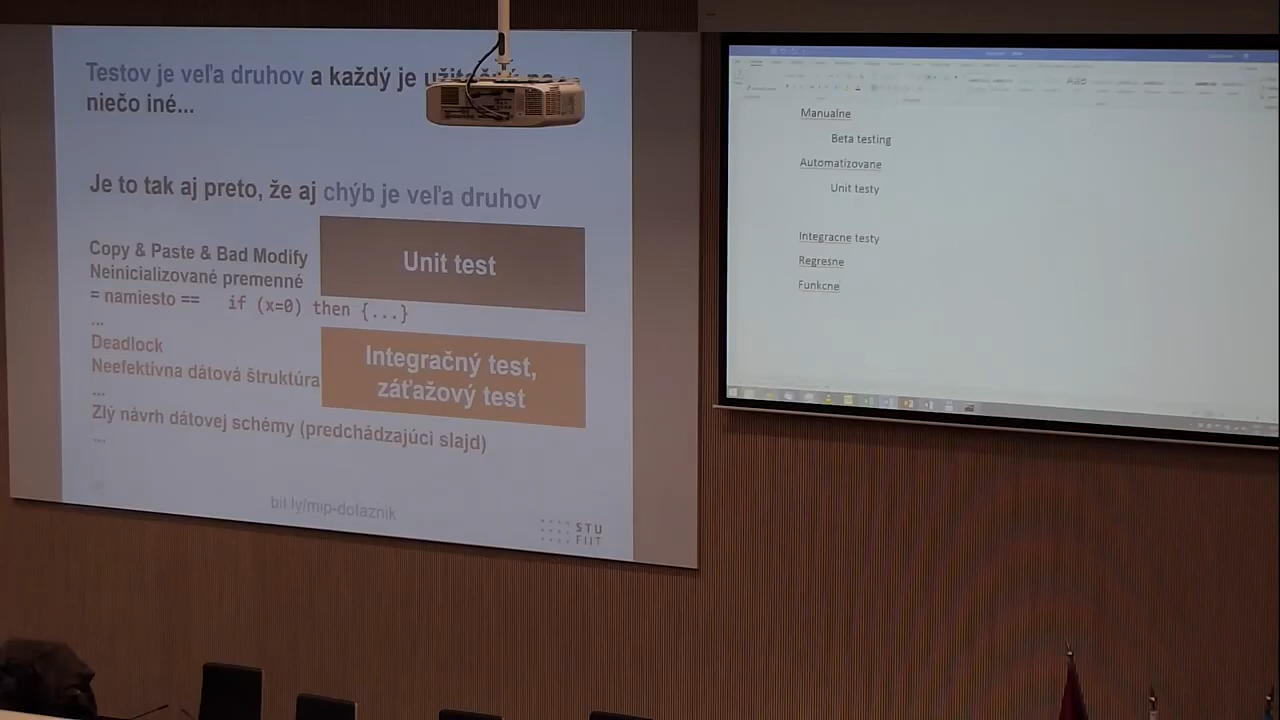 Testov je veľa druhov a každý je
niečo iné...
Je to tak aj preto, že aj chýb je veľa druhov
Copy & Paste & Bad Modify
Neinicializované premenné
= namiesto == if (x=0) then {...}
...
Deadlock
Neefektívna dátová štruktúra
...
Zlý návrh dátovej schémy (predchádzajúci slajd)
...
Unit test
Integračný test,
záťažový test
bit.ly/mip-dotaznik
STU
FIIT
Manualne
Beta testing
Automatizovane
Unit testy
Integracne testy
Regresne
Funkcne